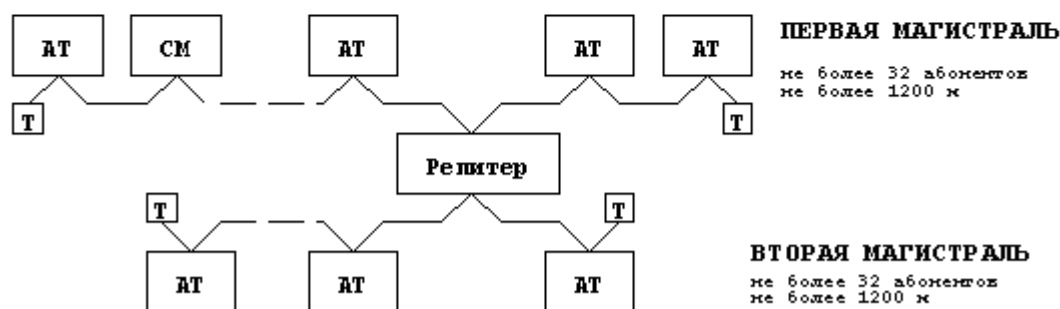 АТ СМ АТ АТ АТ ПЕРВАЯ МАГИСТРАЛЬ
не более 32 абонентов
не более 1200 м
Т Т
Репитер
Т Т
АТ АТ АТ ВТОРАЯ МАГИСТРАЛЬ
не более 32 абонентов
не более 1200 м